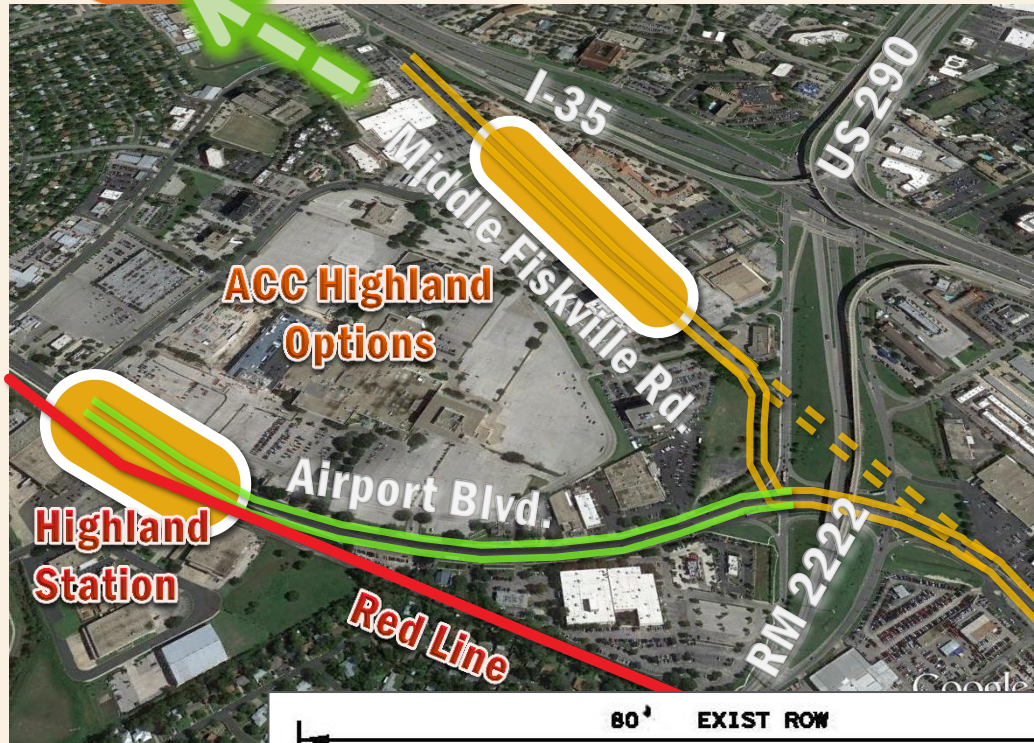 I-35
US 290
Middle Fiskville Rd.
ACC Highland
Options
Airport Blvd.
Highland
Station
Red Line
RM 2222
Google
80' EXIST ROW